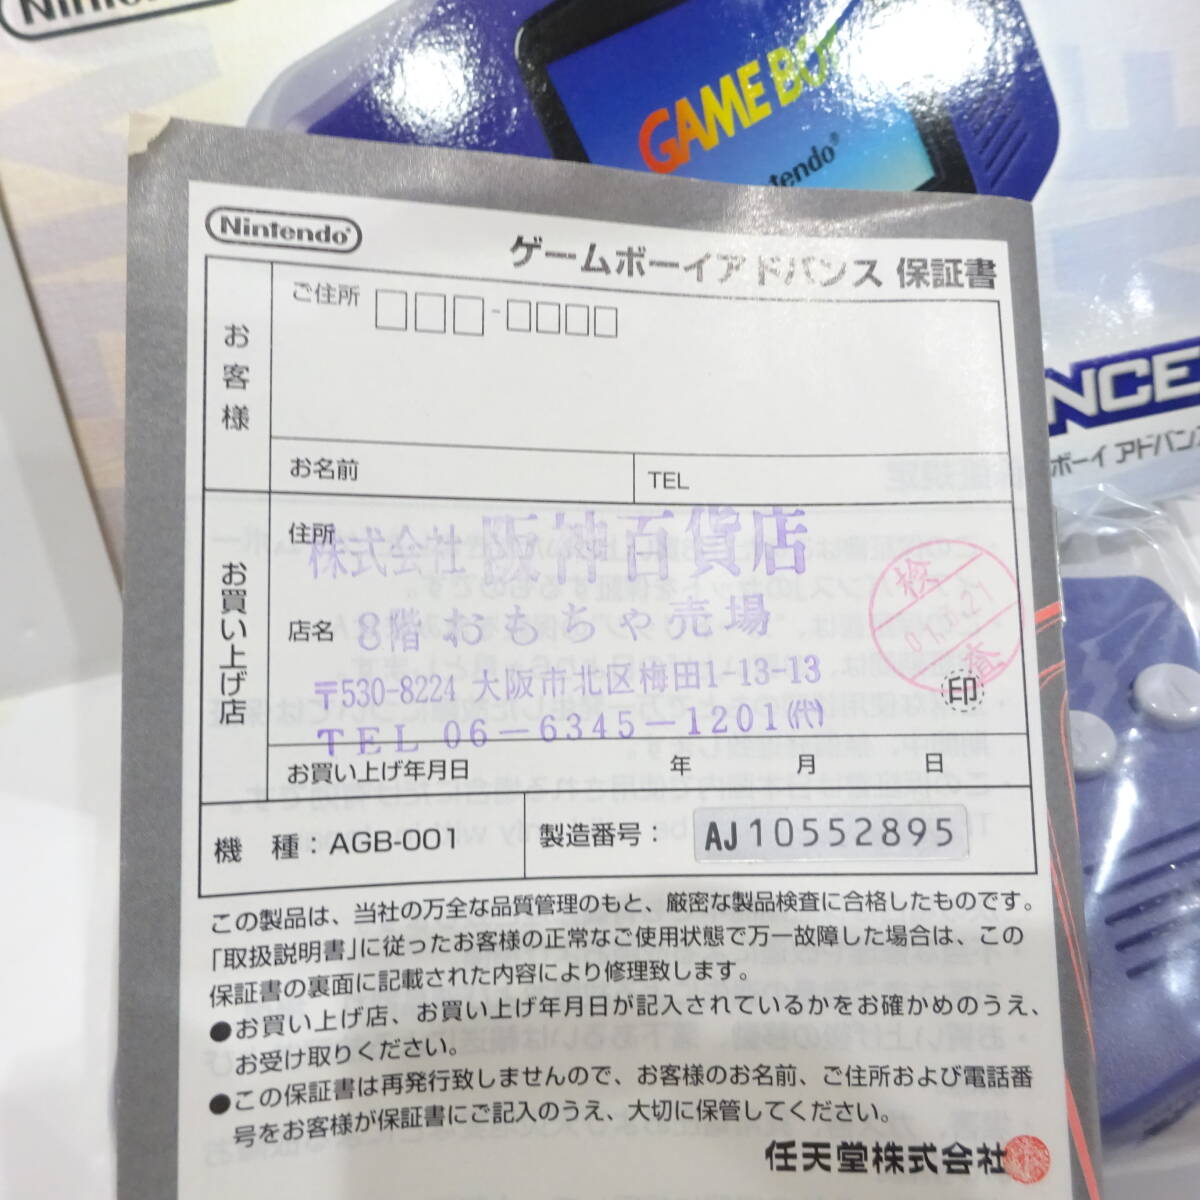 Nintendo
GAME BOY
Nintendo®
Nintendo®
ゲームボーイアドバンス 保証書
お客様
ご住所
-
お名前
TEL
お買い上げ店
住所
株式会社 阪神百貨店
店名
8階 おもちゃ売場
〒530-8224 大阪市北区梅田1-13-13
TEL 06-6345-1201(代)
検
査
印
お買い上げ年月日 年 月 日
機 種：AGB-001
製造番号： AJ10552895
この製品は、当社の万全な品質管理のもと、厳密な製品検査に合格したものです。
「取扱説明書」に従ったお客様の正常なご使用状態で万一故障した場合は、この
保証書の裏面に記載された内容により修理致します。
●お買い上げ店、お買い上げ年月日が記入されているかをお確かめのうえ、
お受け取りください。
●この保証書は再発行致しませんので、お客様のお名前、ご住所および電話番
号をお客様が保証書にご記入のうえ、大切に保管してください。
任天堂株式会社
NCE
ボーイ アドバンス